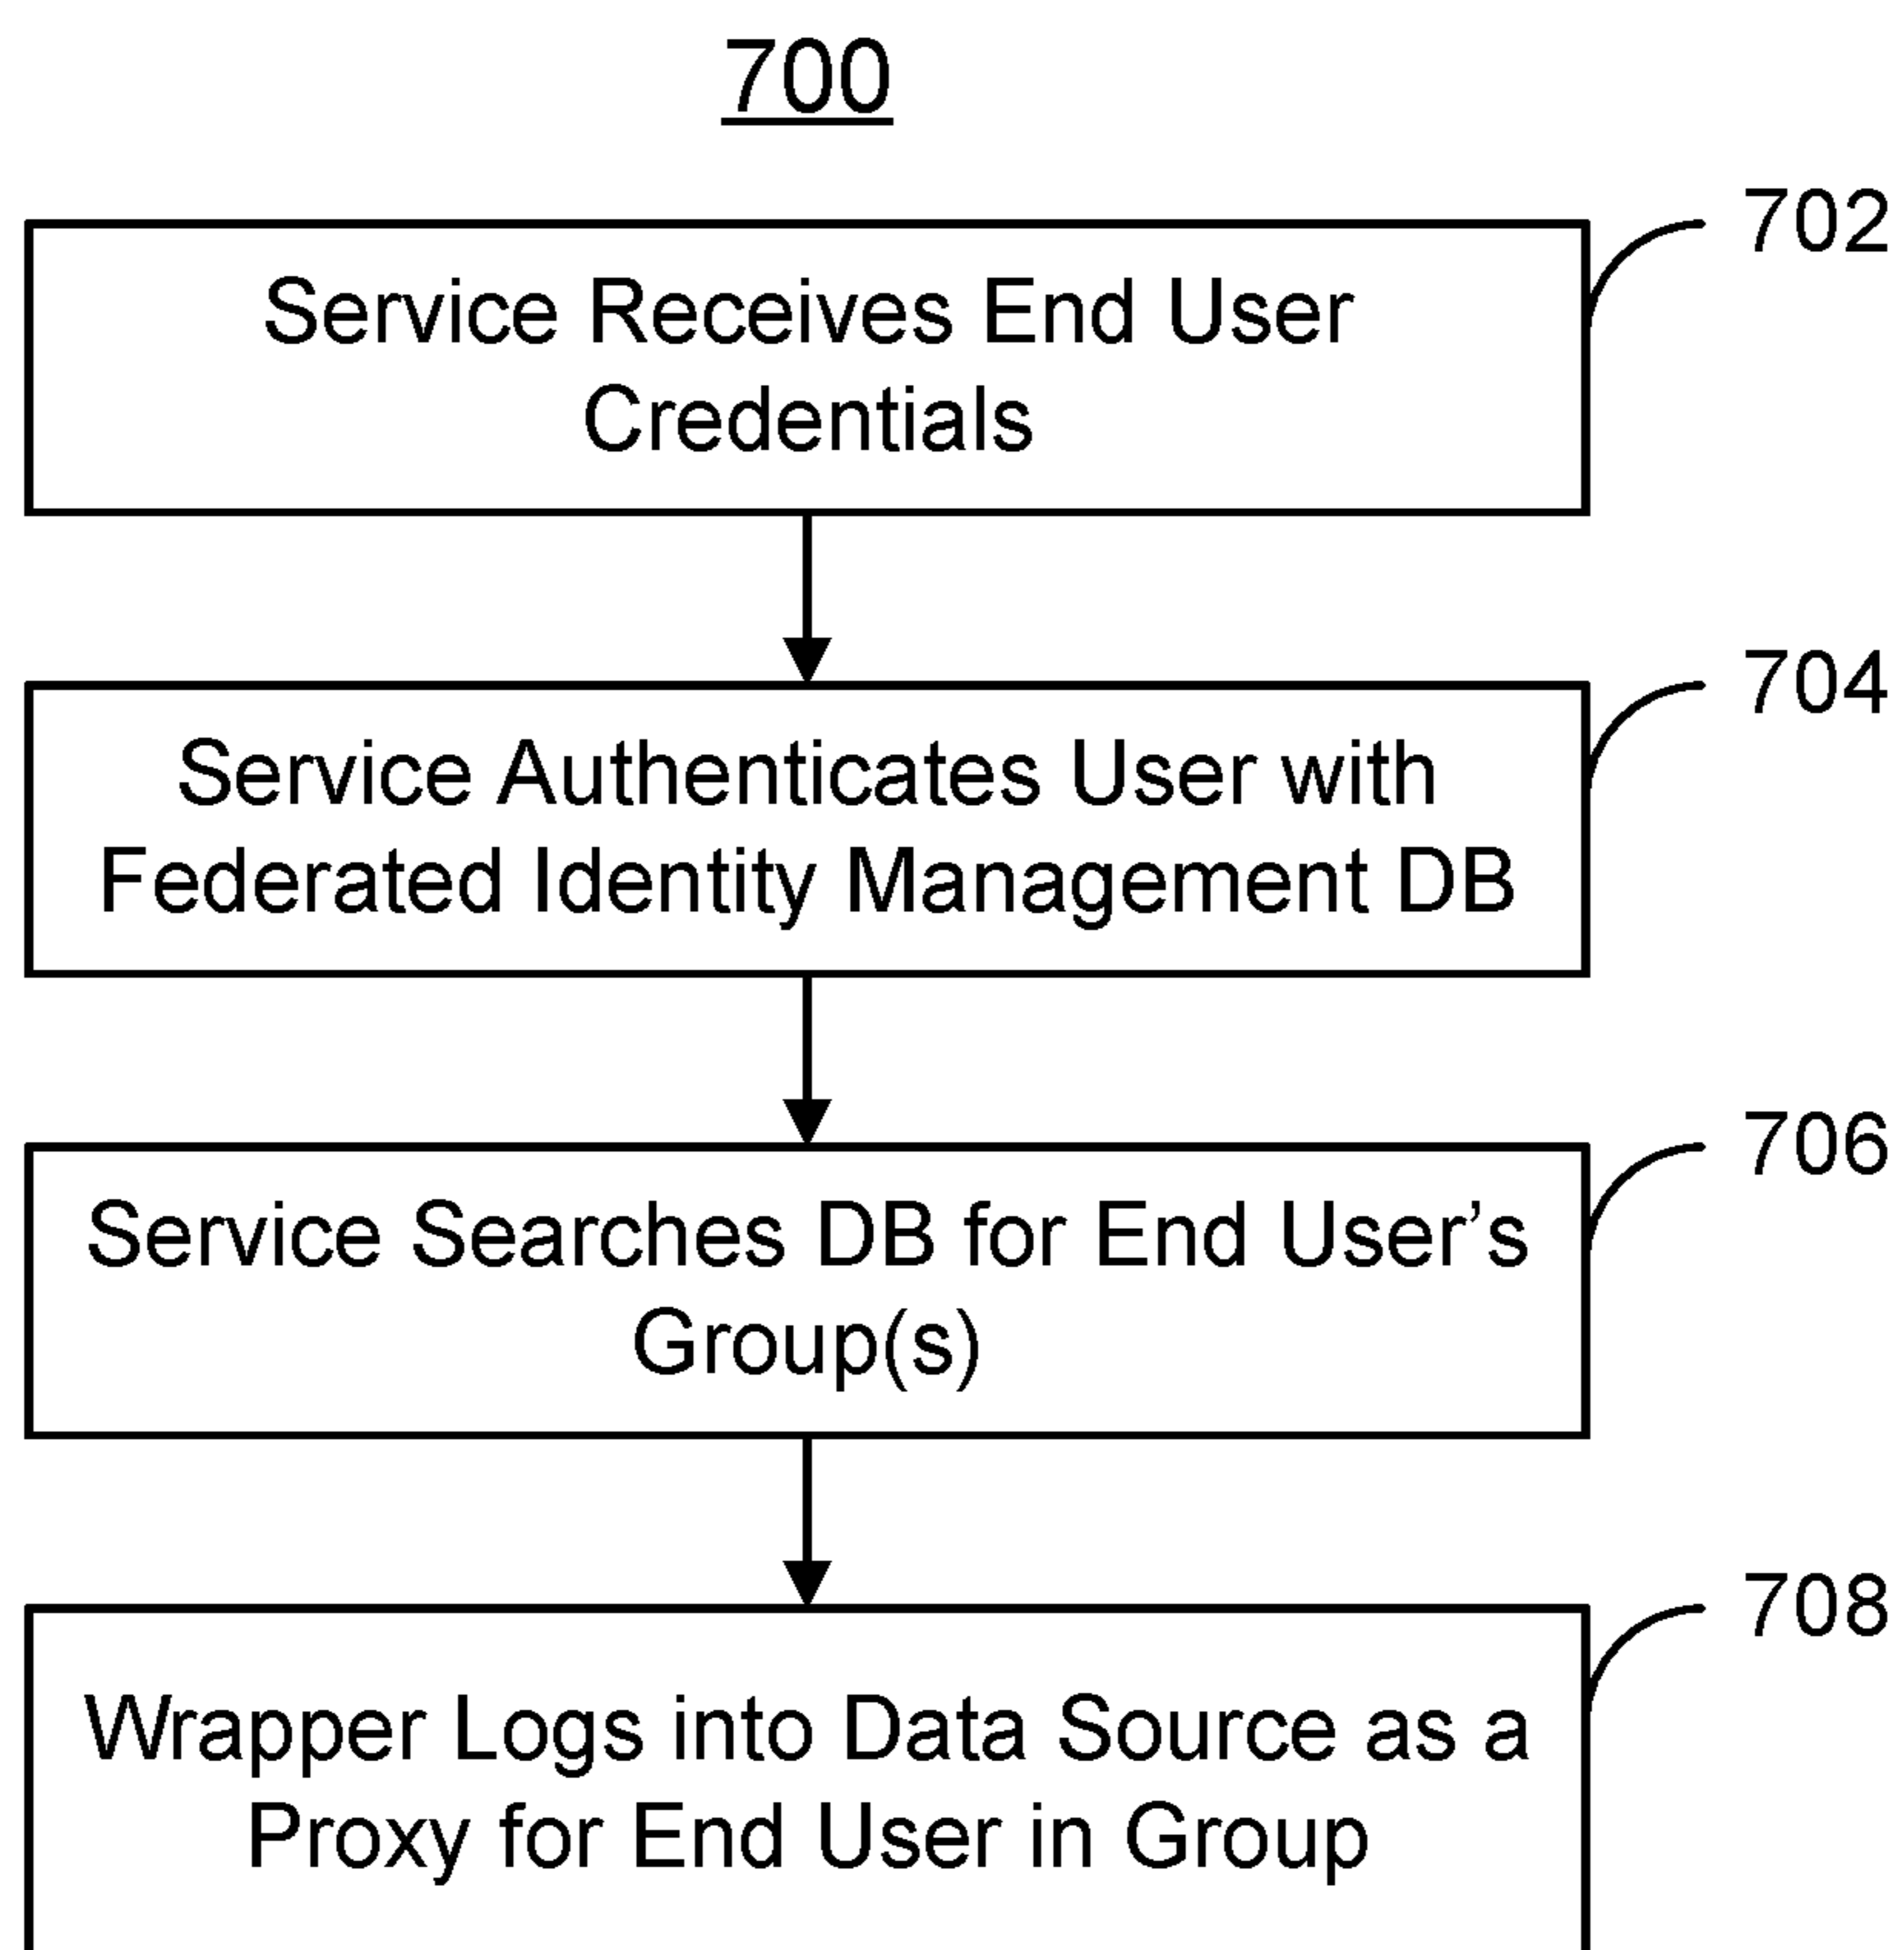 700
702
Service Receives End User
Credentials
704
Service Authenticates User with
Federated Identity Management DB
706
Service Searches DB for End User’s
Group(s)
708
Wrapper Logs into Data Source as a
Proxy for End User in Group